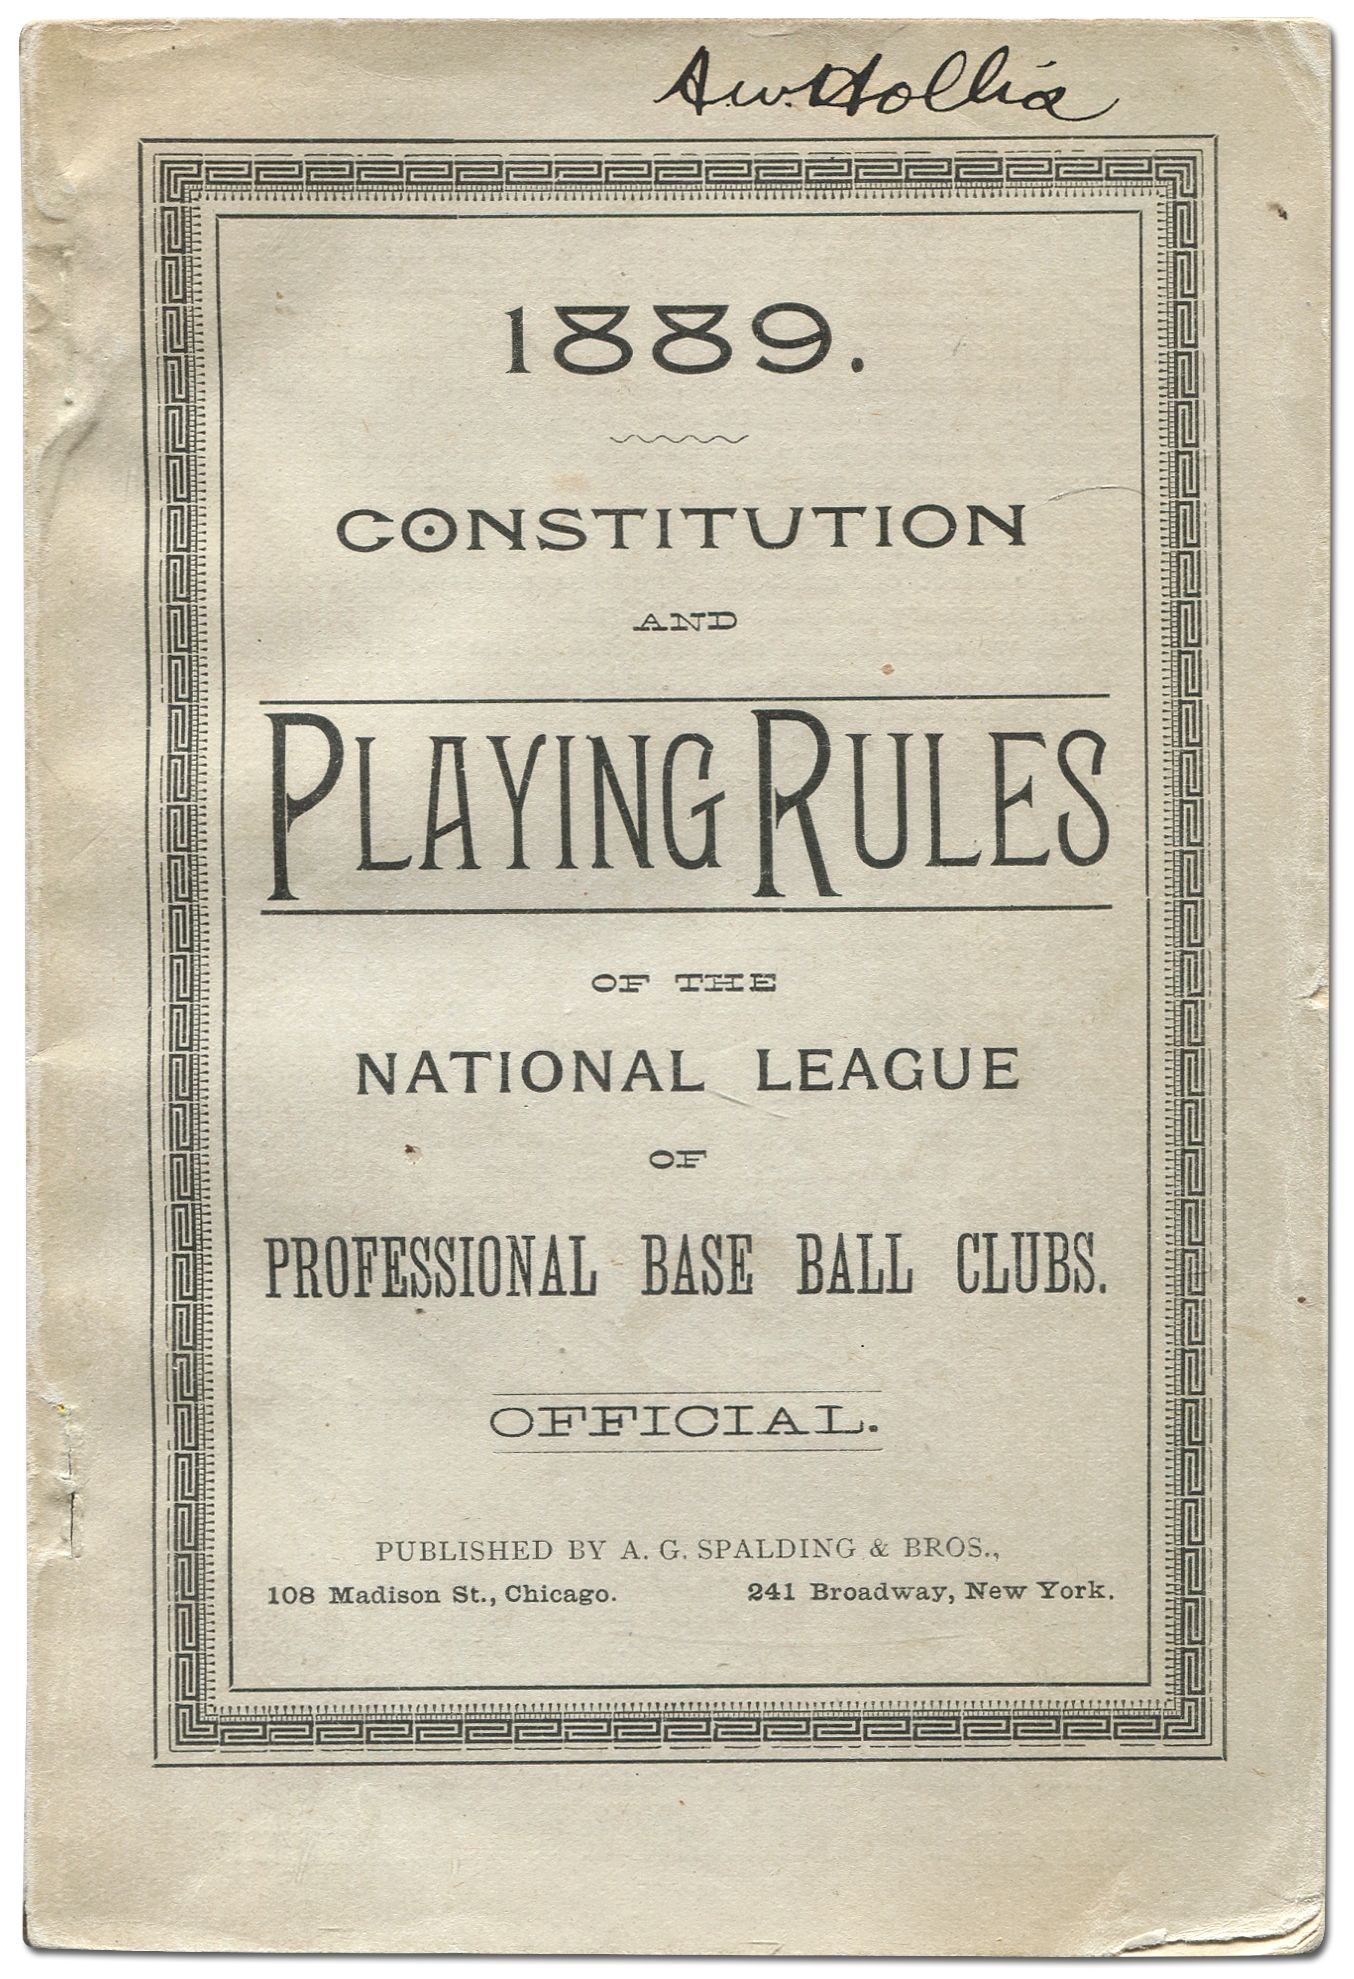 A.W. Hollis
1889.
CONSTITUTION
AND
PLAYING RULES
OF THE
NATIONAL LEAGUE
OF
PROFESSIONAL BASE BALL CLUBS.
OFFICIAL.
PUBLISHED BY A. G. SPALDING & BROS.,
108 Madison St., Chicago. 241 Broadway, New York.